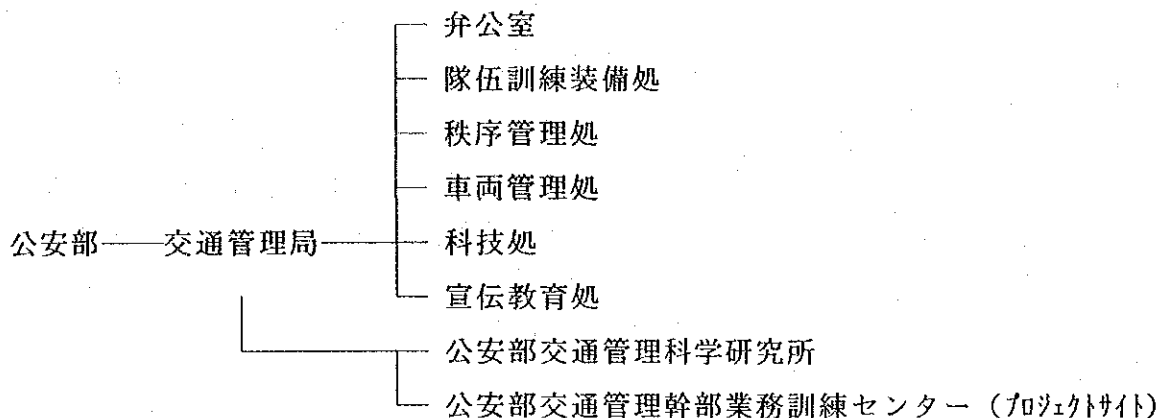 弁公室
隊伍訓練装備処
秩序管理処
車両管理処
公安部 交通管理局 科技処
宣伝教育処
公安部交通管理科学研究所
公安部交通管理幹部業務訓練センター (プロジェクトサイト)